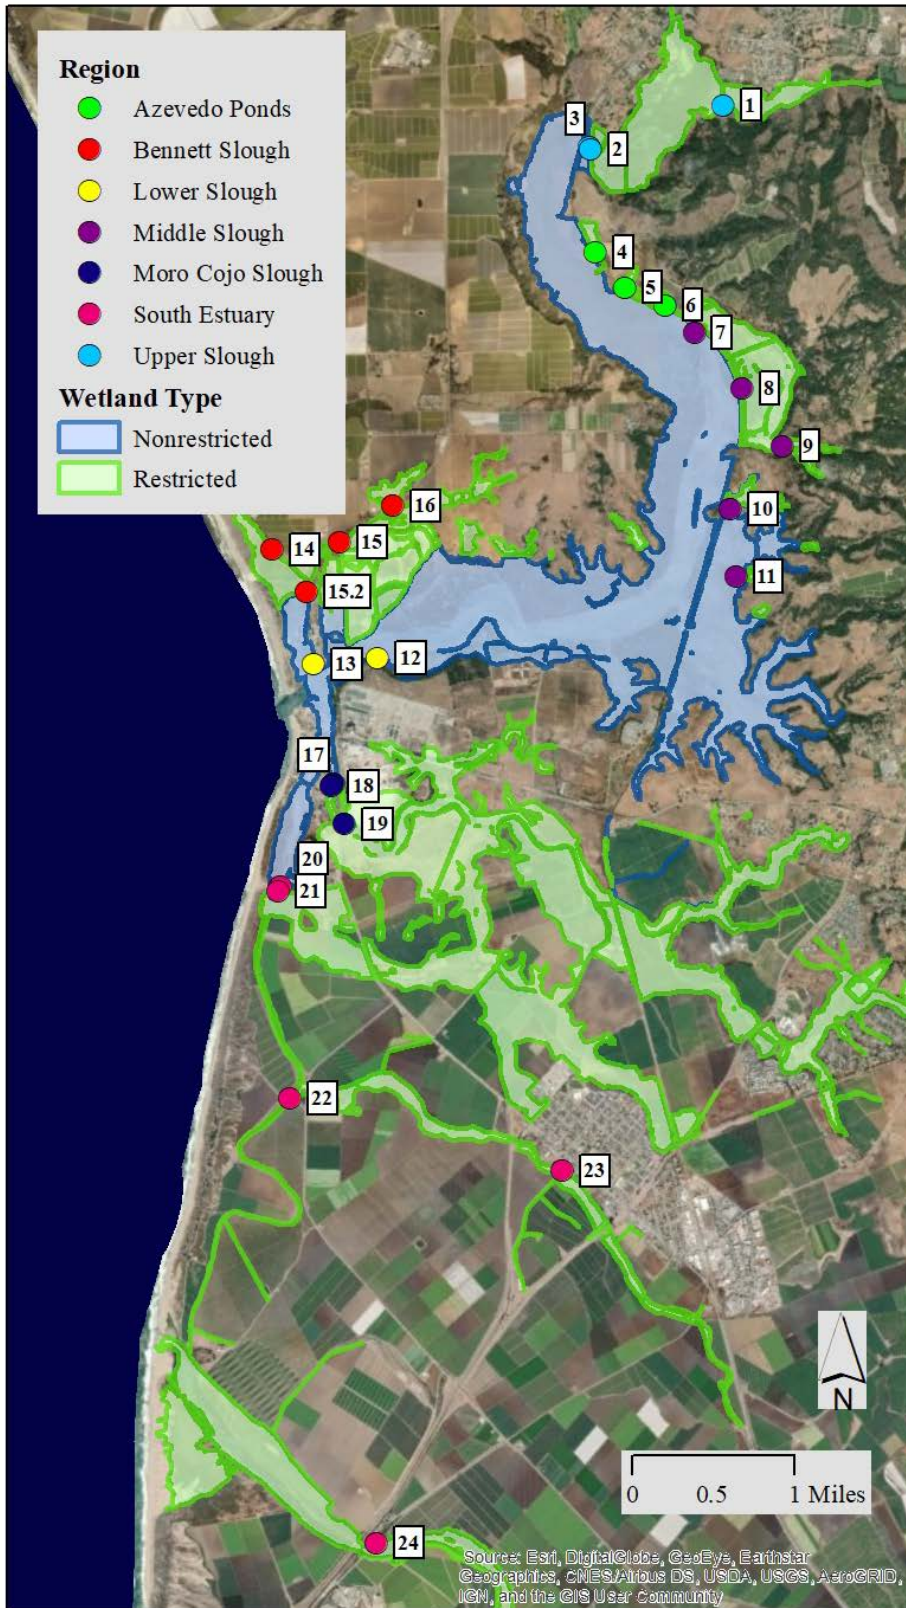 Region
Azevedo Ponds
Bennett Slough
Lower Slough
Middle Slough
Moro Cojo Slough
South Estuary
Upper Slough
Wetland Type
Nonrestricted
Restricted
1
3
2
4
5
6
7
8
9
16
10
15
14
11
15.2
12
13
17
18
19
20
21
22
23
N
0 0.5 1 Miles
24
Source: Esri, DigitalGlobe, GeoEye, Earthstar
Geographics, CNES/Airbus DS, USDA, USGS, AeroGRID,
IGN, and the GIS User Community